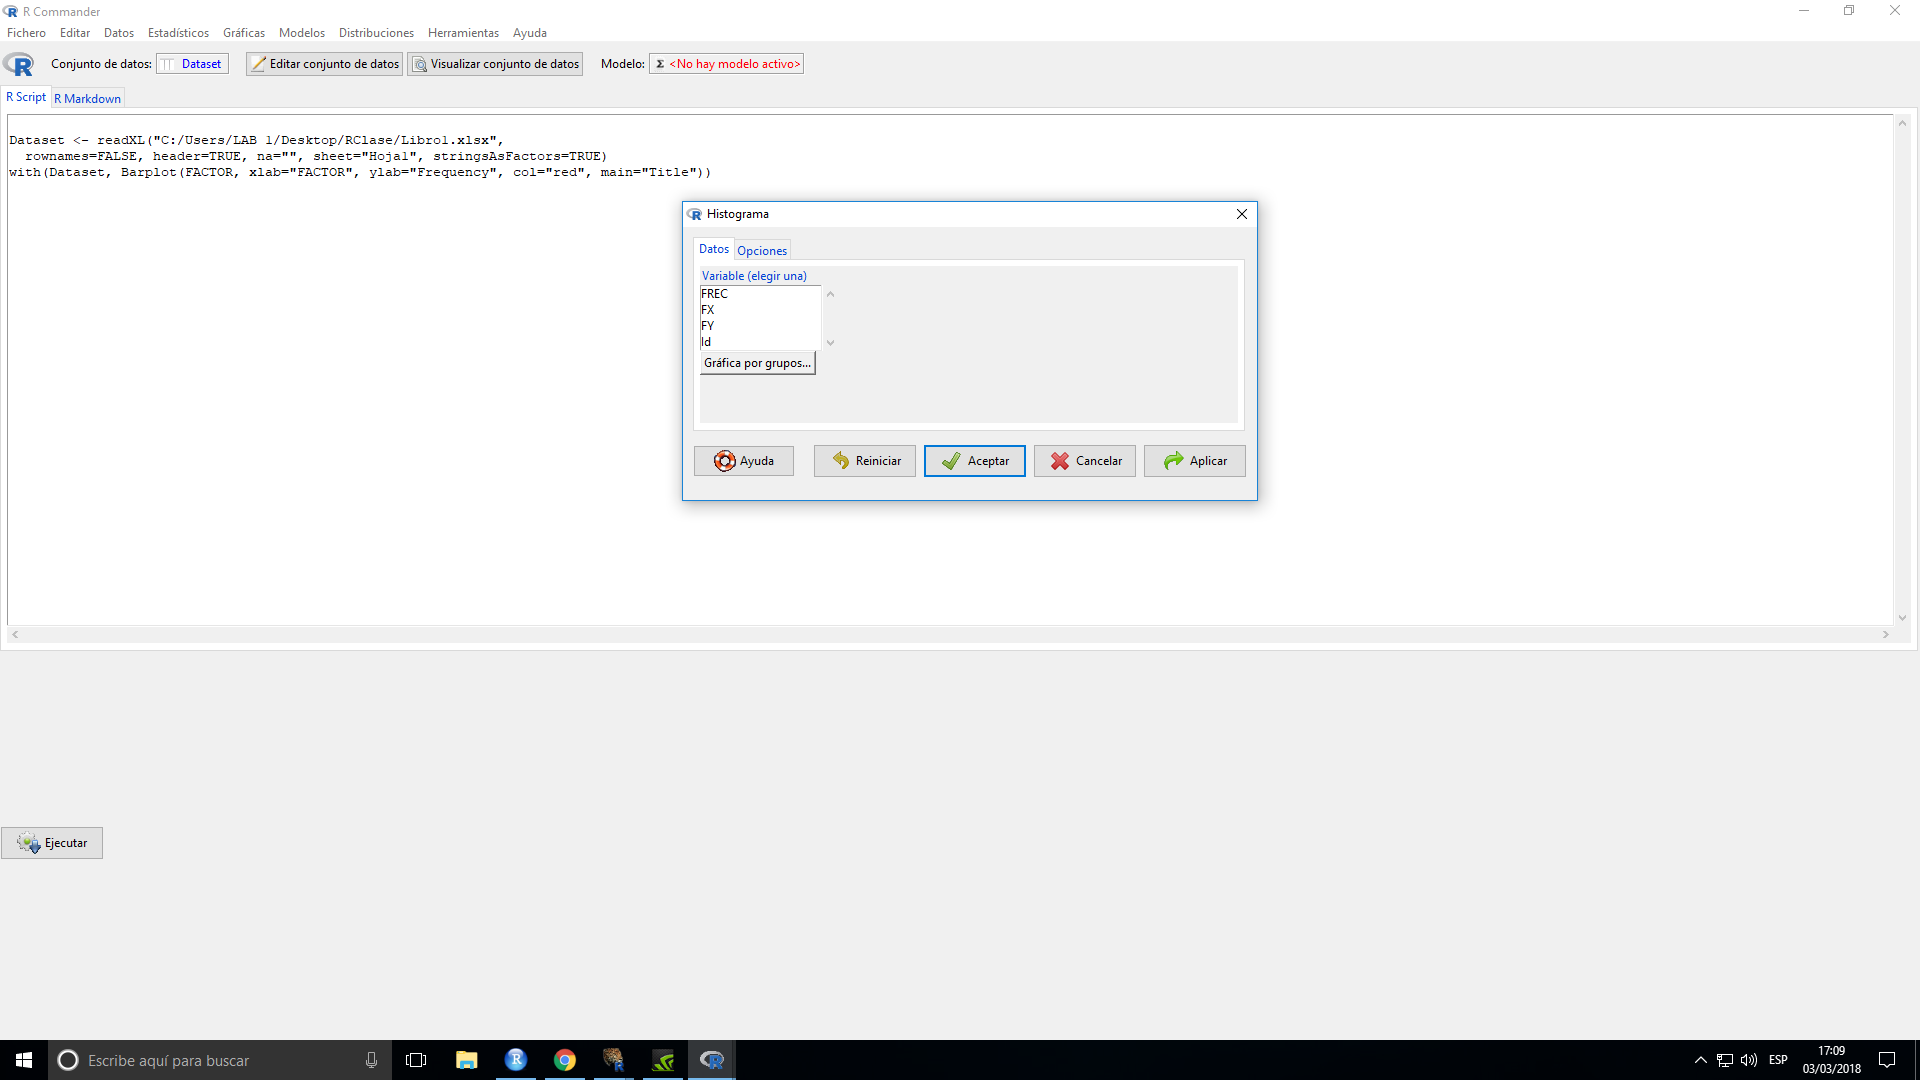 R Commander
Fichero Editar Datos Estadísticos Gráficas Modelos Distribuciones Herramientas Ayuda
Conjunto de datos: Dataset Editar conjunto de datos Visualizar conjunto de datos Modelo: Σ <No hay modelo activo>
R Script R Markdown
Dataset <- readXL("C:/Users/LAB 1/Desktop/RClase/Libro1.xlsx",
rownames=FALSE, header=TRUE, na="", sheet="Hoja1", stringsAsFactors=TRUE)
with(Dataset, Barplot(FACTOR, xlab="FACTOR", ylab="Frequency", col="red", main="Title"))
Histograma
Datos Opciones
Variable (elegir una)
FREC
FX
FY
Id
Gráfica por grupos...
Ayuda Reiniciar Aceptar Cancelar Aplicar
Ejecutar
Escribe aquí para buscar
ESP
17:09
03/03/2018